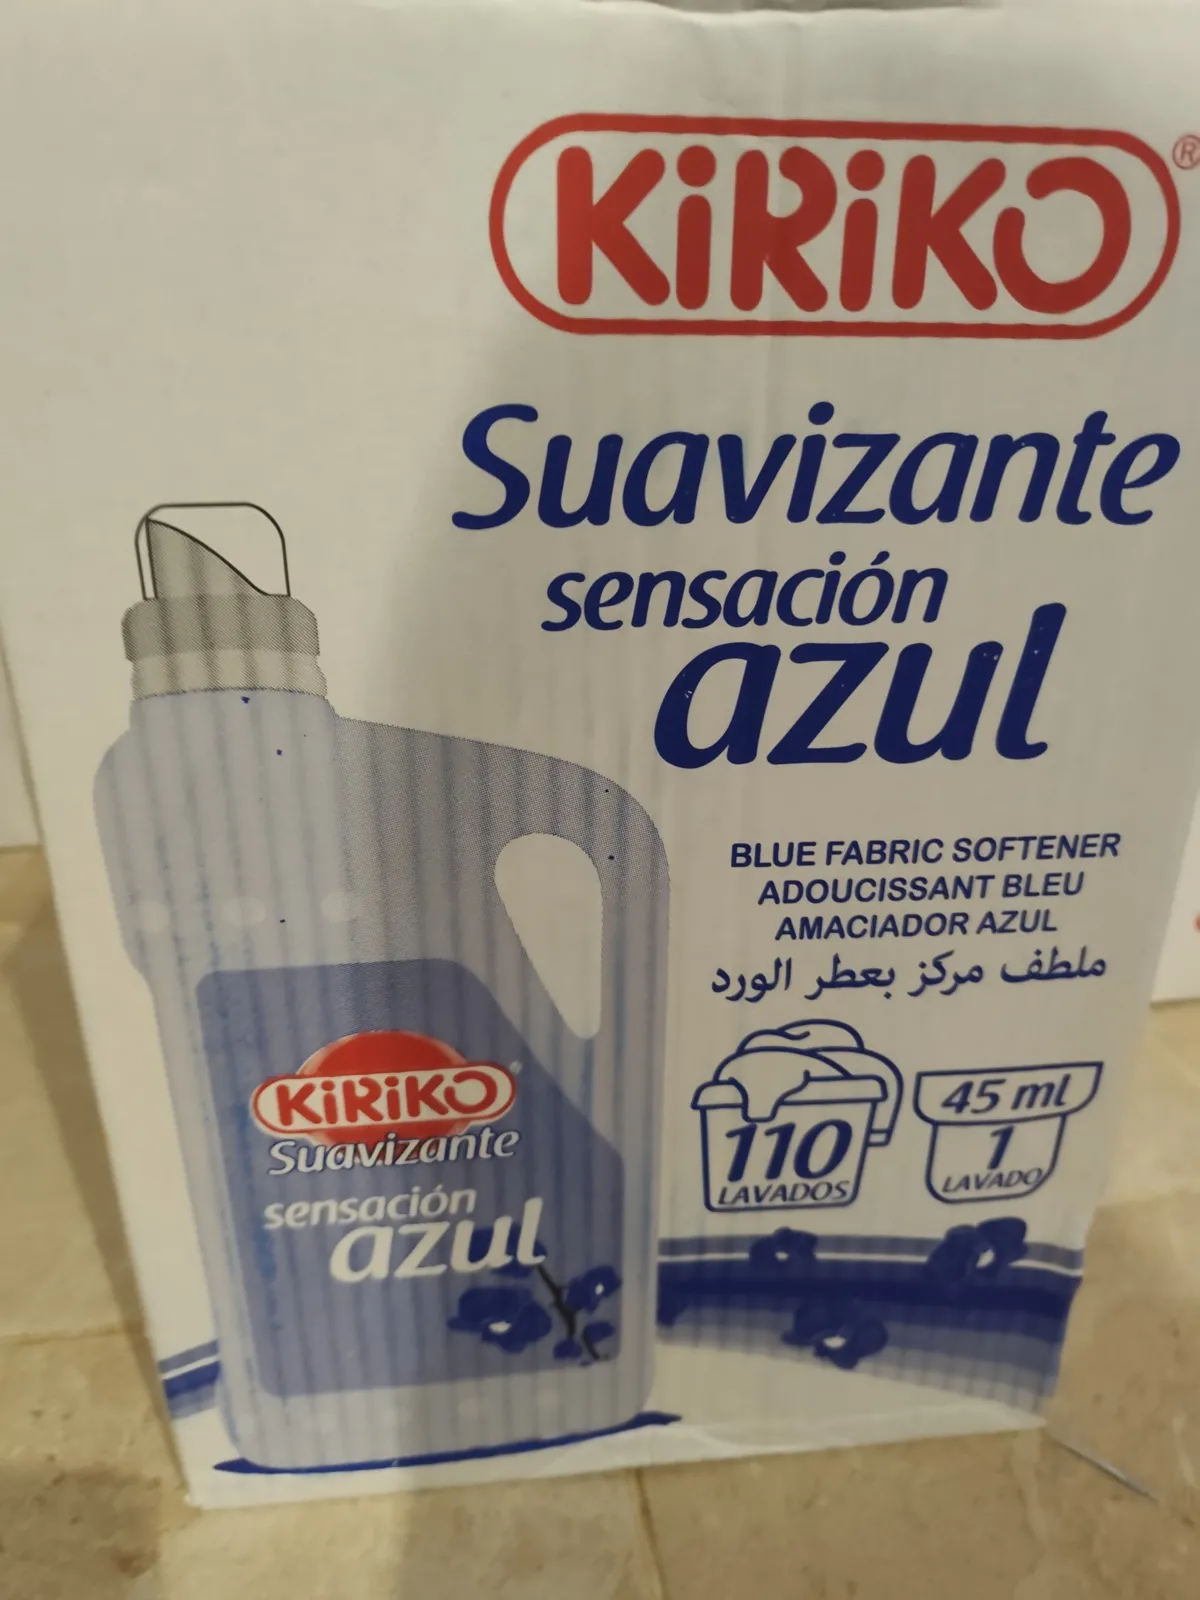 KiRiKO
®
Suavizante
sensación
azul
BLUE FABRIC SOFTENER
ADOUCISSANT BLEU
AMACIADOR AZUL
ملطف مركز بعطر الورد
110
LAVADOS
45 ml
1
LAVADO
KiRiKO
Suavizante
sensación
azul